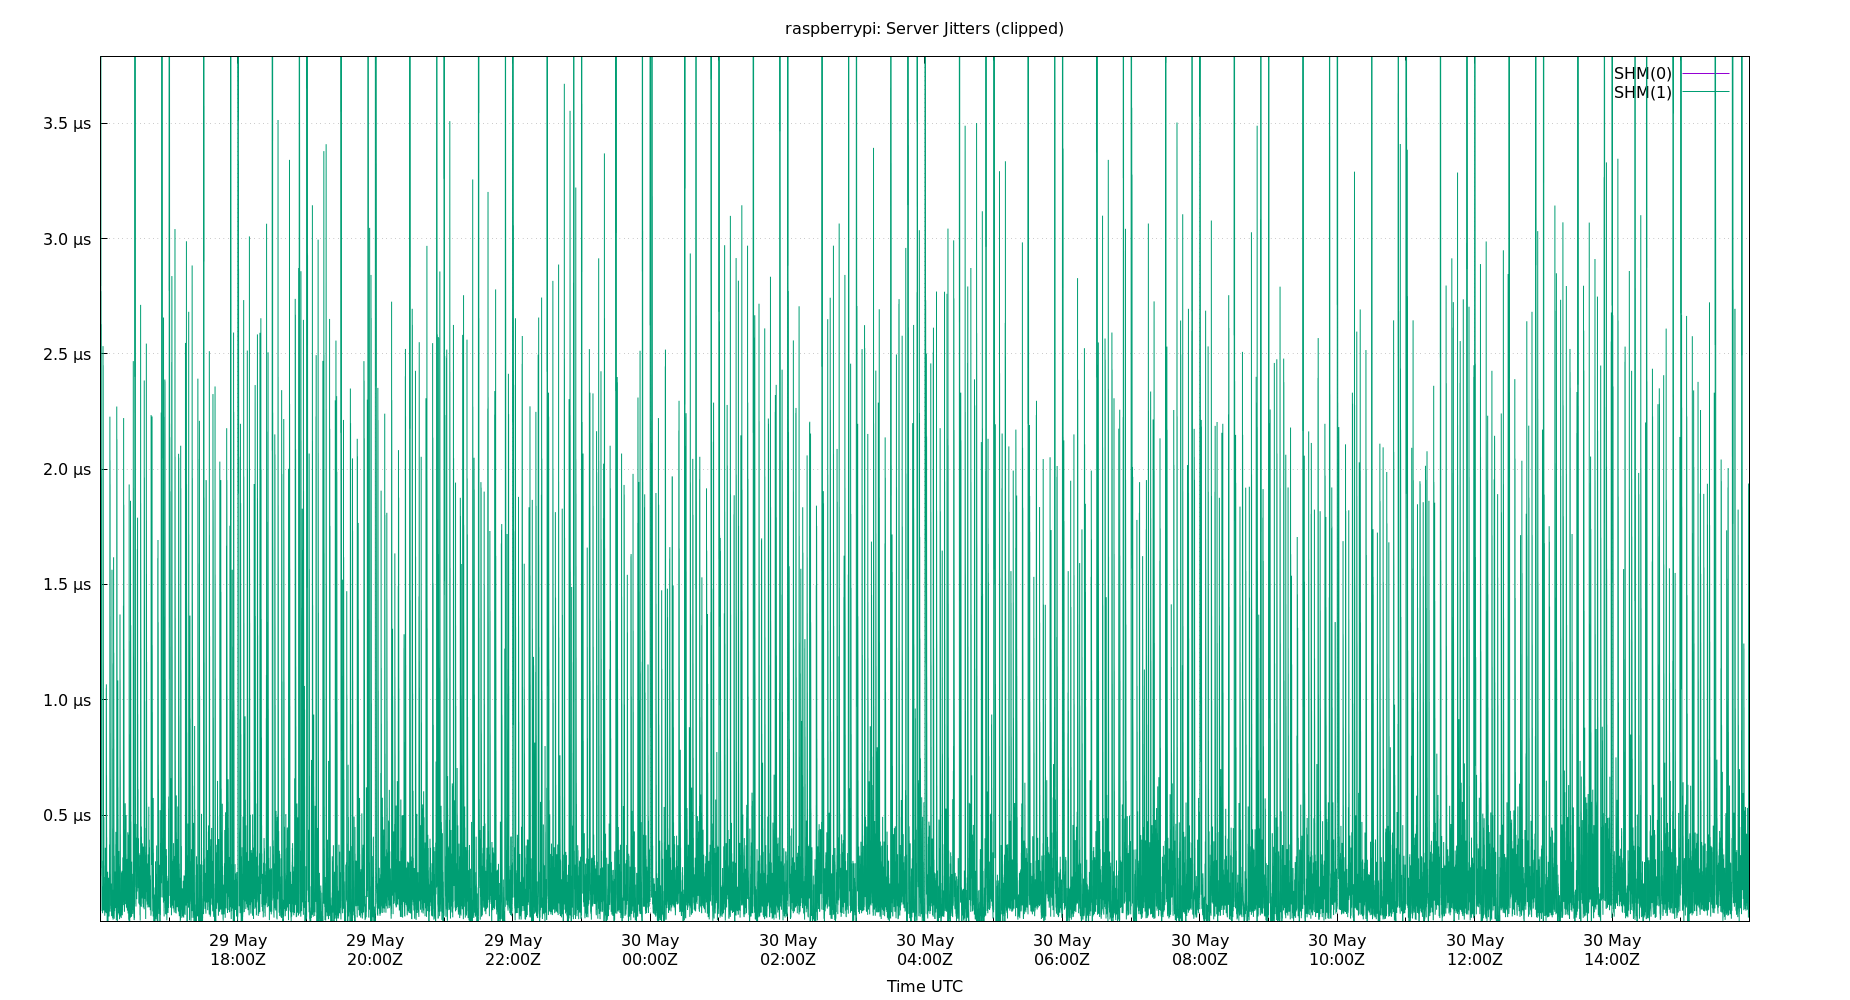 raspberrypi: Server Jitters (clipped)
SHM(0)
SHM(1)
3.5 µs
3.0 µs
2.5 µs
2.0 µs
1.5 µs
1.0 µs
0.5 µs
29 May 29 May 29 May 30 May 30 May 30 May 30 May 30 May 30 May 30 May 30 May
18:00Z 20:00Z 22:00Z 00:00Z 02:00Z 04:00Z 06:00Z 08:00Z 10:00Z 12:00Z 14:00Z
Time UTC